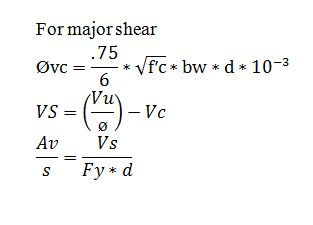 For major shear
Øvc = .75/6 * √f'c * bw * d * 10⁻³
VS = (Vu/ø) − Vc
Av/s = Vs/(Fy * d)